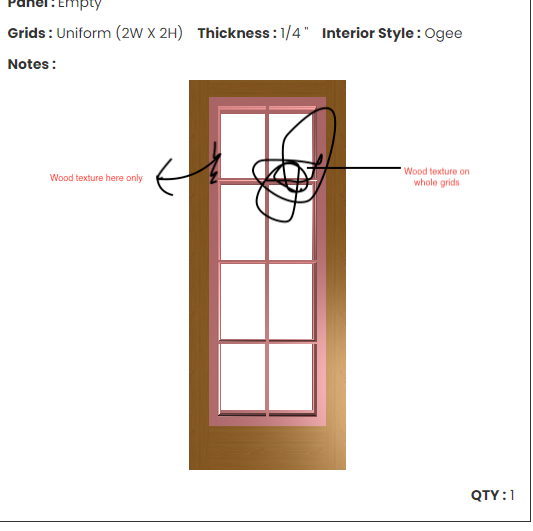 Panel : Empty
Grids : Uniform (2W X 2H) Thickness : 1/4 " Interior Style : Ogee
Notes :
Wood texture here only
Wood texture on
whole grids
QTY : 1